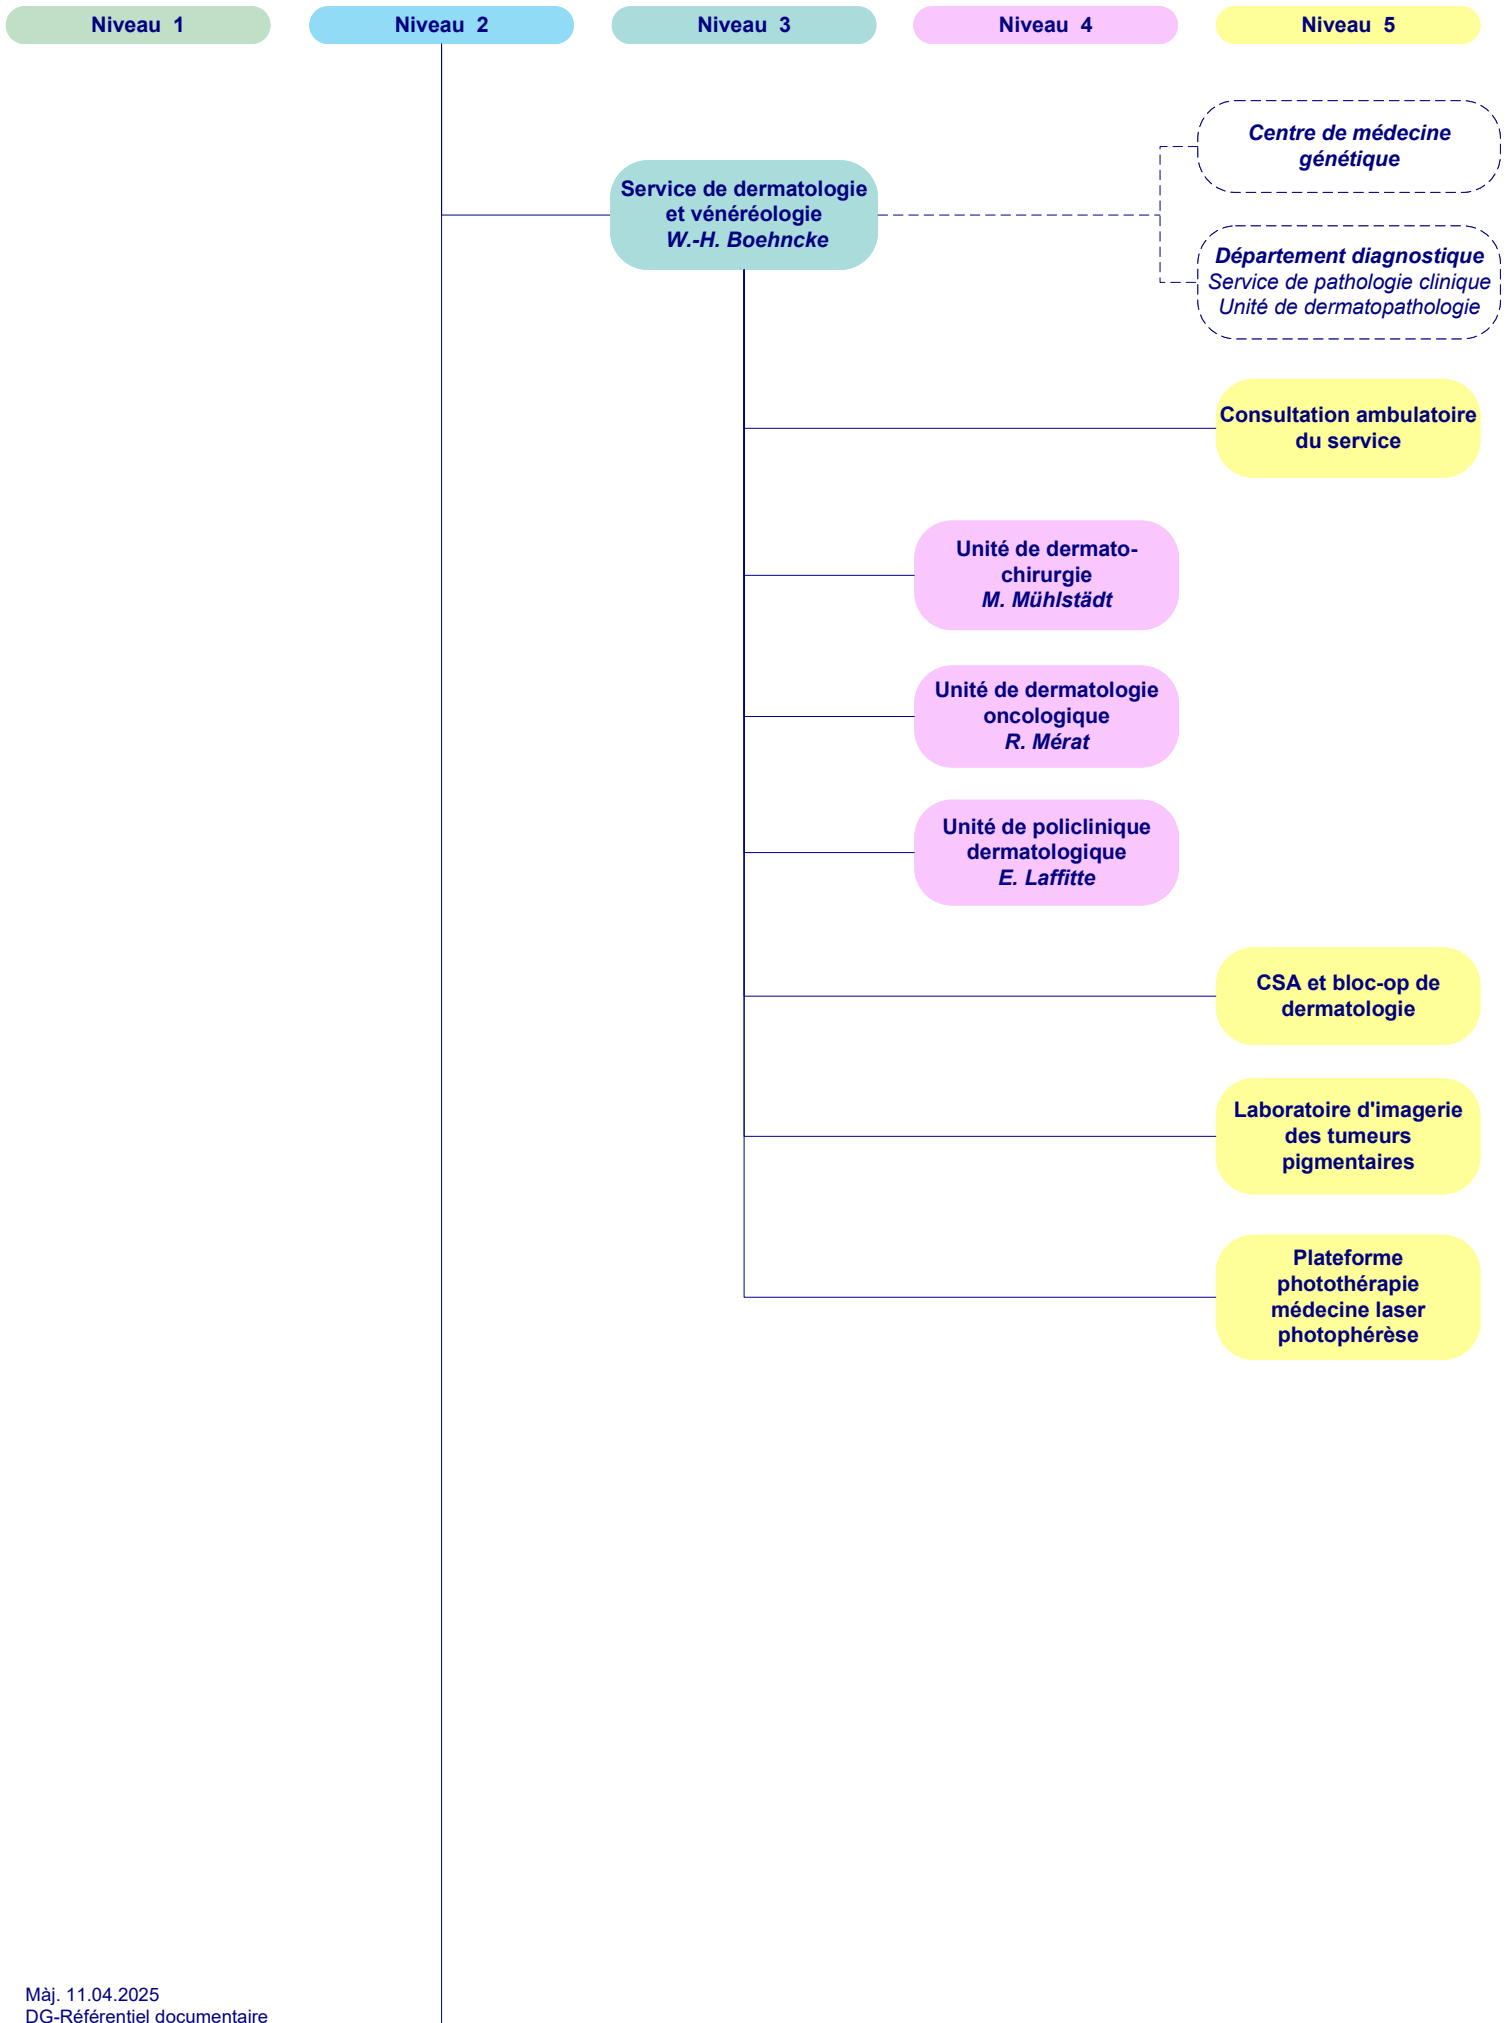 Niveau 1
Niveau 2
Niveau 3
Niveau 4
Niveau 5
Centre de médecine
génétique
Service de dermatologie
et vénéréologie
W.-H. Boehncke
Département diagnostique
Service de pathologie clinique
Unité de dermatopathologie
Consultation ambulatoire
du service
Unité de dermato-
chirurgie
M. Mühlstädt
Unité de dermatologie
oncologique
R. Mérat
Unité de policlinique
dermatologique
E. Laffitte
CSA et bloc-op de
dermatologie
Laboratoire d'imagerie
des tumeurs
pigmentaires
Plateforme
photothérapie
médecine laser
photophérèse
Màj. 11.04.2025
DG-Référentiel documentaire